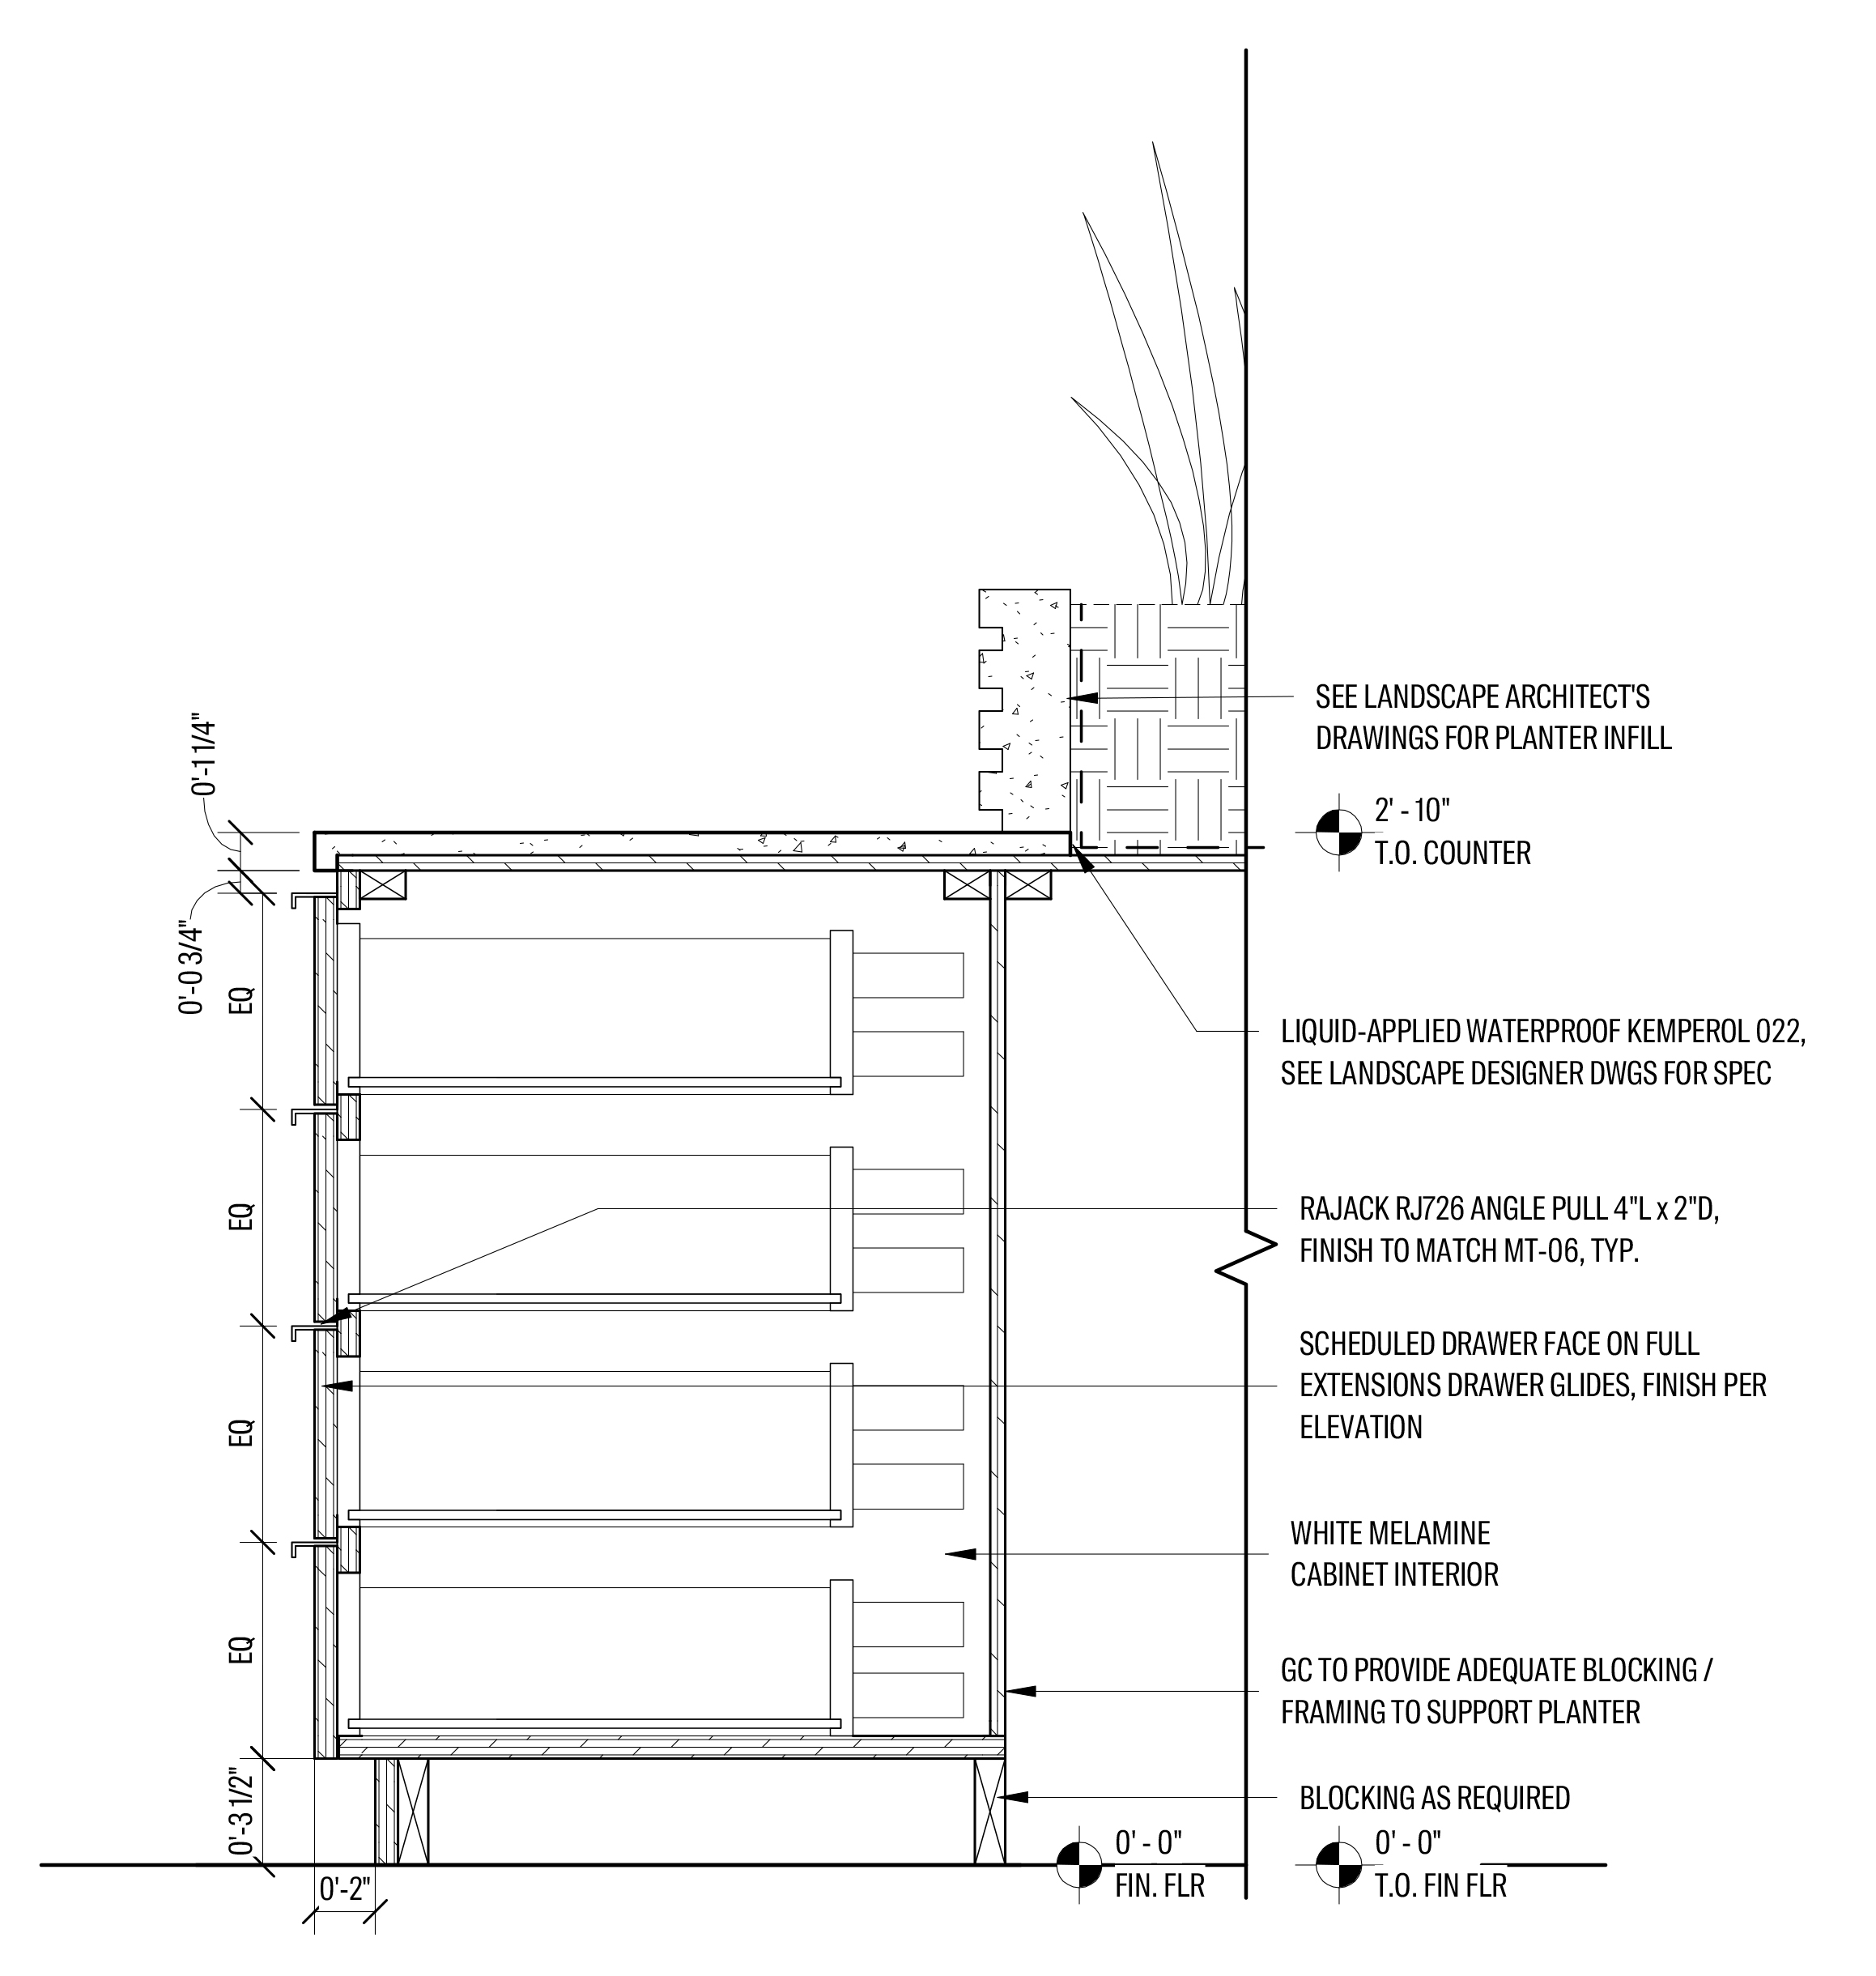 SEE LANDSCAPE ARCHITECT'S
DRAWINGS FOR PLANTER INFILL
0'-1 1/4"
2' - 10"
T.O. COUNTER
0'-0 3/4"
EQ
LIQUID-APPLIED WATERPROOF KEMPEROL 022,
SEE LANDSCAPE DESIGNER DWGS FOR SPEC
EQ
RAJACK RJ726 ANGLE PULL 4"L x 2"D,
FINISH TO MATCH MT-06, TYP.
SCHEDULED DRAWER FACE ON FULL
EXTENSIONS DRAWER GLIDES, FINISH PER
ELEVATION
EQ
WHITE MELAMINE
CABINET INTERIOR
EQ
GC TO PROVIDE ADEQUATE BLOCKING /
FRAMING TO SUPPORT PLANTER
0'-3 1/2"
BLOCKING AS REQUIRED
0' - 0"
FIN. FLR
0' - 0"
T.O. FIN FLR
0'-2"